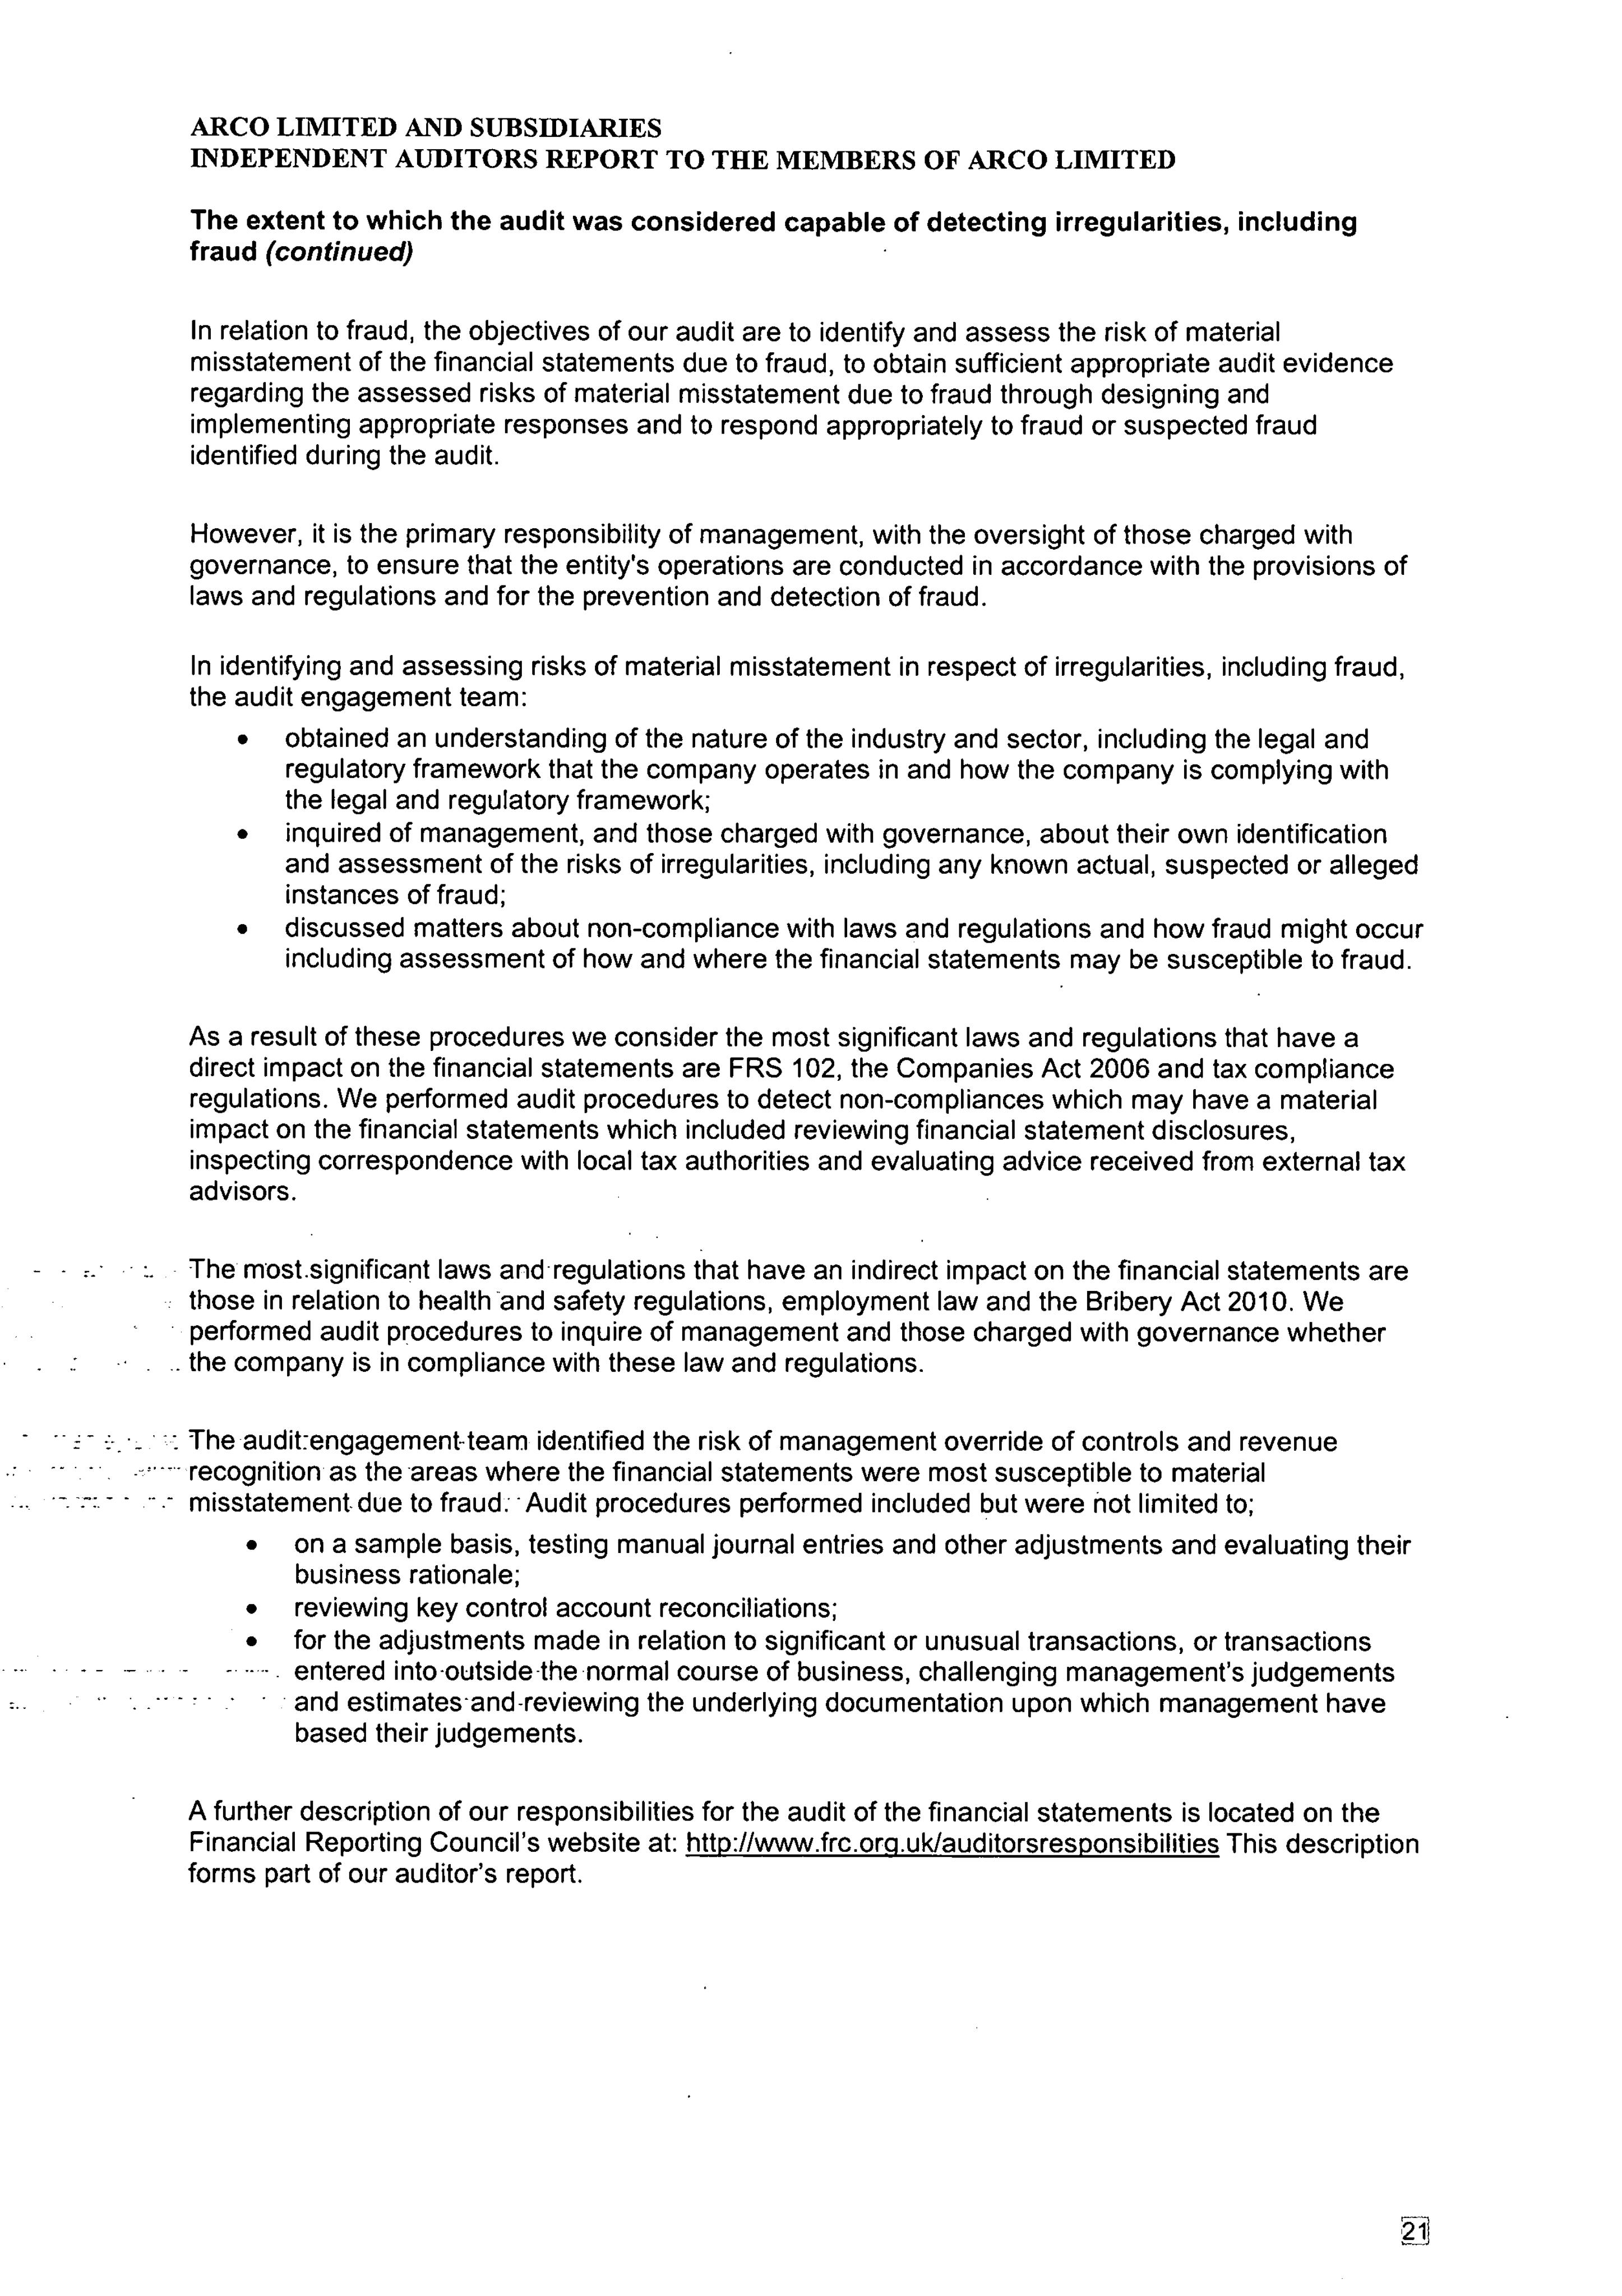 ARCO LIMITED AND SUBSIDIARIES
INDEPENDENT AUDITORS REPORT TO THE MEMBERS OF ARCO LIMITED
The extent to which the audit was considered capable of detecting irregularities, including
fraud (continued)
In relation to fraud, the objectives of our audit are to identify and assess the risk of material
misstatement of the financial statements due to fraud, to obtain sufficient appropriate audit evidence
regarding the assessed risks of material misstatement due to fraud through designing and
implementing appropriate responses and to respond appropriately to fraud or suspected fraud
identified during the audit.
However, it is the primary responsibility of management, with the oversight of those charged with
governance, to ensure that the entity's operations are conducted in accordance with the provisions of
laws and regulations and for the prevention and detection of fraud.
In identifying and assessing risks of material misstatement in respect of irregularities, including fraud,
the audit engagement team:
• obtained an understanding of the nature of the industry and sector, including the legal and
regulatory framework that the company operates in and how the company is complying with
the legal and regulatory framework;
• inquired of management, and those charged with governance, about their own identification
and assessment of the risks of irregularities, including any known actual, suspected or alleged
instances of fraud;
• discussed matters about non-compliance with laws and regulations and how fraud might occur
including assessment of how and where the financial statements may be susceptible to fraud.
As a result of these procedures we consider the most significant laws and regulations that have a
direct impact on the financial statements are FRS 102, the Companies Act 2006 and tax compliance
regulations. We performed audit procedures to detect non-compliances which may have a material
impact on the financial statements which included reviewing financial statement disclosures,
inspecting correspondence with local tax authorities and evaluating advice received from external tax
advisors.
The most significant laws and regulations that have an indirect impact on the financial statements are
those in relation to health and safety regulations, employment law and the Bribery Act 2010. We
performed audit procedures to inquire of management and those charged with governance whether
the company is in compliance with these law and regulations.
The audit engagement team identified the risk of management override of controls and revenue
recognition as the areas where the financial statements were most susceptible to material
misstatement due to fraud. Audit procedures performed included but were not limited to;
• on a sample basis, testing manual journal entries and other adjustments and evaluating their
business rationale;
• reviewing key control account reconciliations;
• for the adjustments made in relation to significant or unusual transactions, or transactions
entered into outside the normal course of business, challenging management's judgements
and estimates and reviewing the underlying documentation upon which management have
based their judgements.
A further description of our responsibilities for the audit of the financial statements is located on the
Financial Reporting Council's website at: http://www.frc.org.uk/auditorsresponsibilities This description
forms part of our auditor's report.
21